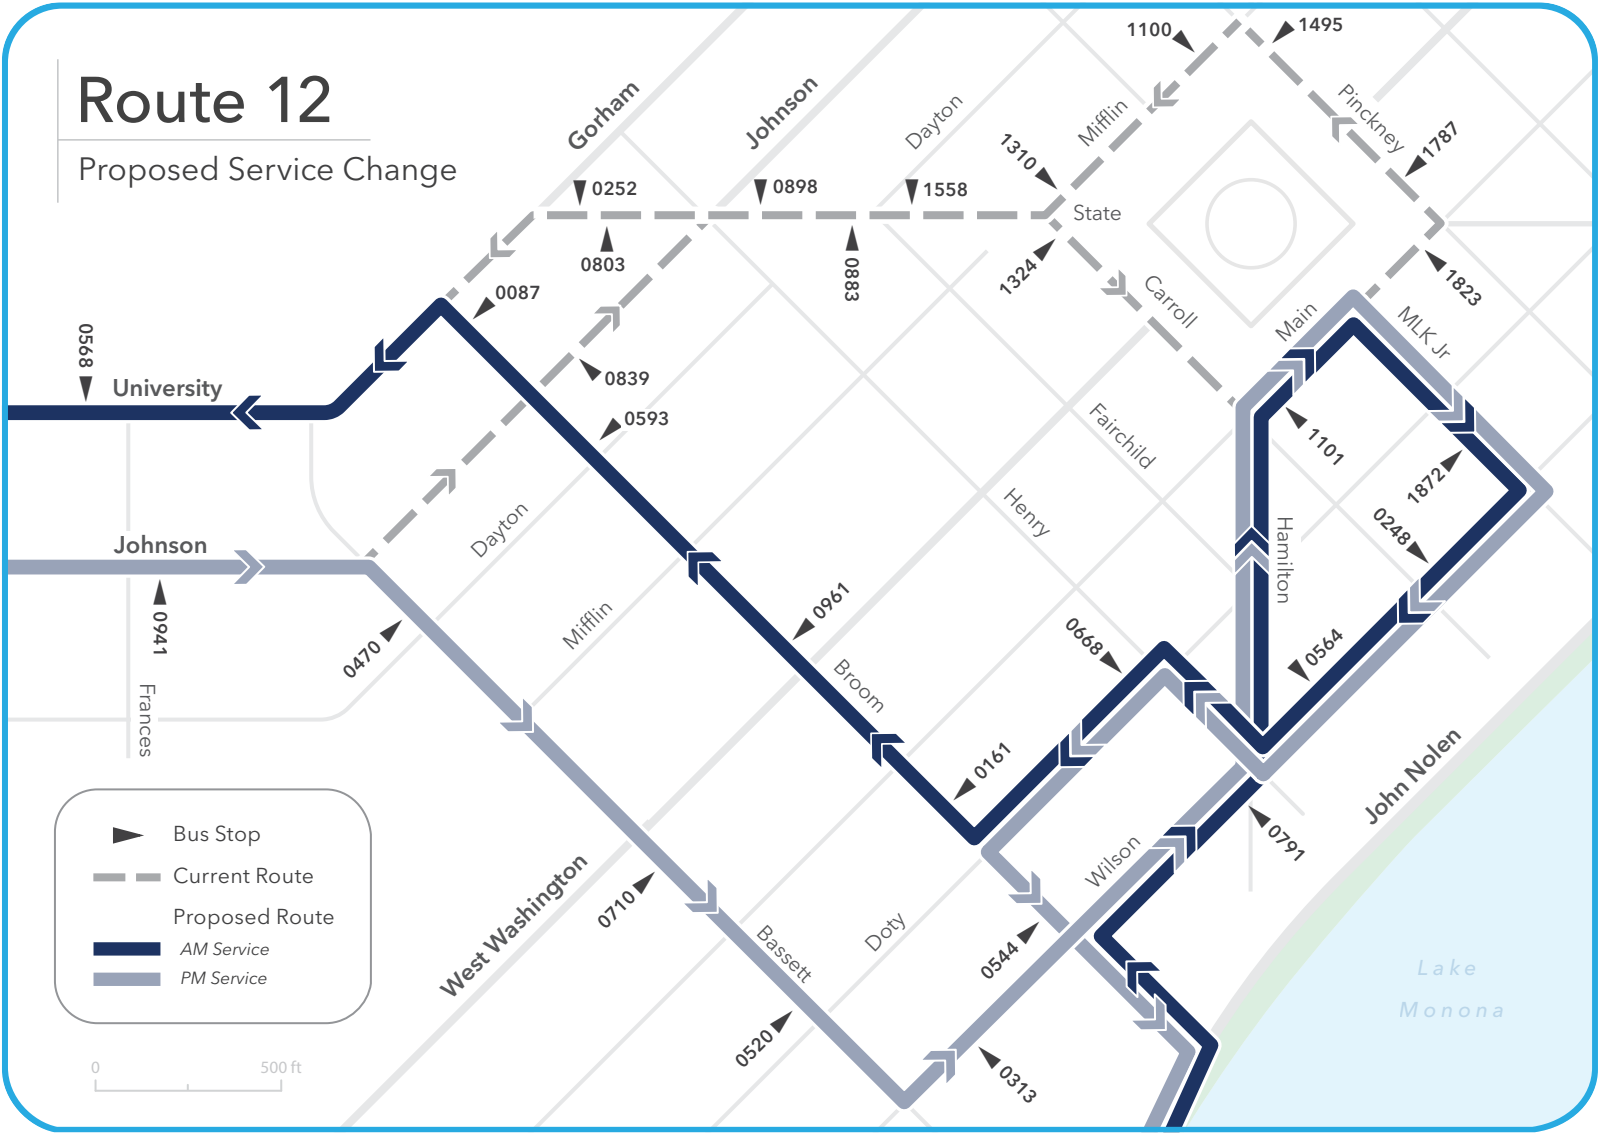 Route 12
Proposed Service Change
Gorham
Johnson
Dayton
Mifflin
1100
1495
Pinckney
1787
1310
State
0252
0898
1558
0803
0883
1324
Carroll
1823
0087
Main
MLK Jr
0568
University
0839
0593
Fairchild
1101
1872
0248
Henry
Hamilton
Dayton
Johnson
0941
0470
Mifflin
0961
0668
0564
Frances
Broom
0161
John Nolen
0791
Wilson
Bus Stop
Current Route
Proposed Route
AM Service
PM Service
West Washington
0710
Bassett
Doty
0544
0520
0313
Lake
Monona
0 500 ft